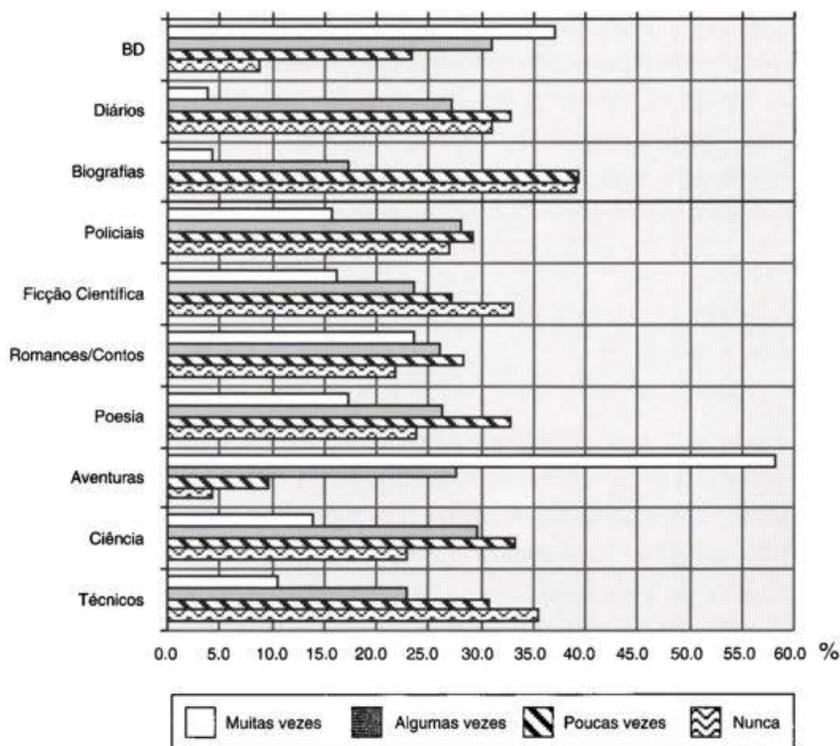 BD
Diários
Biografias
Policiais
Ficção Científica
Romances/Contos
Poesia
Aventuras
Ciência
Técnicos
0.0 5.0 10.0 15.0 20.0 25.0 30.0 35.0 40.0 45.0 50.0 55.0 60.0 %
Muitas vezes Algumas vezes Poucas vezes Nunca